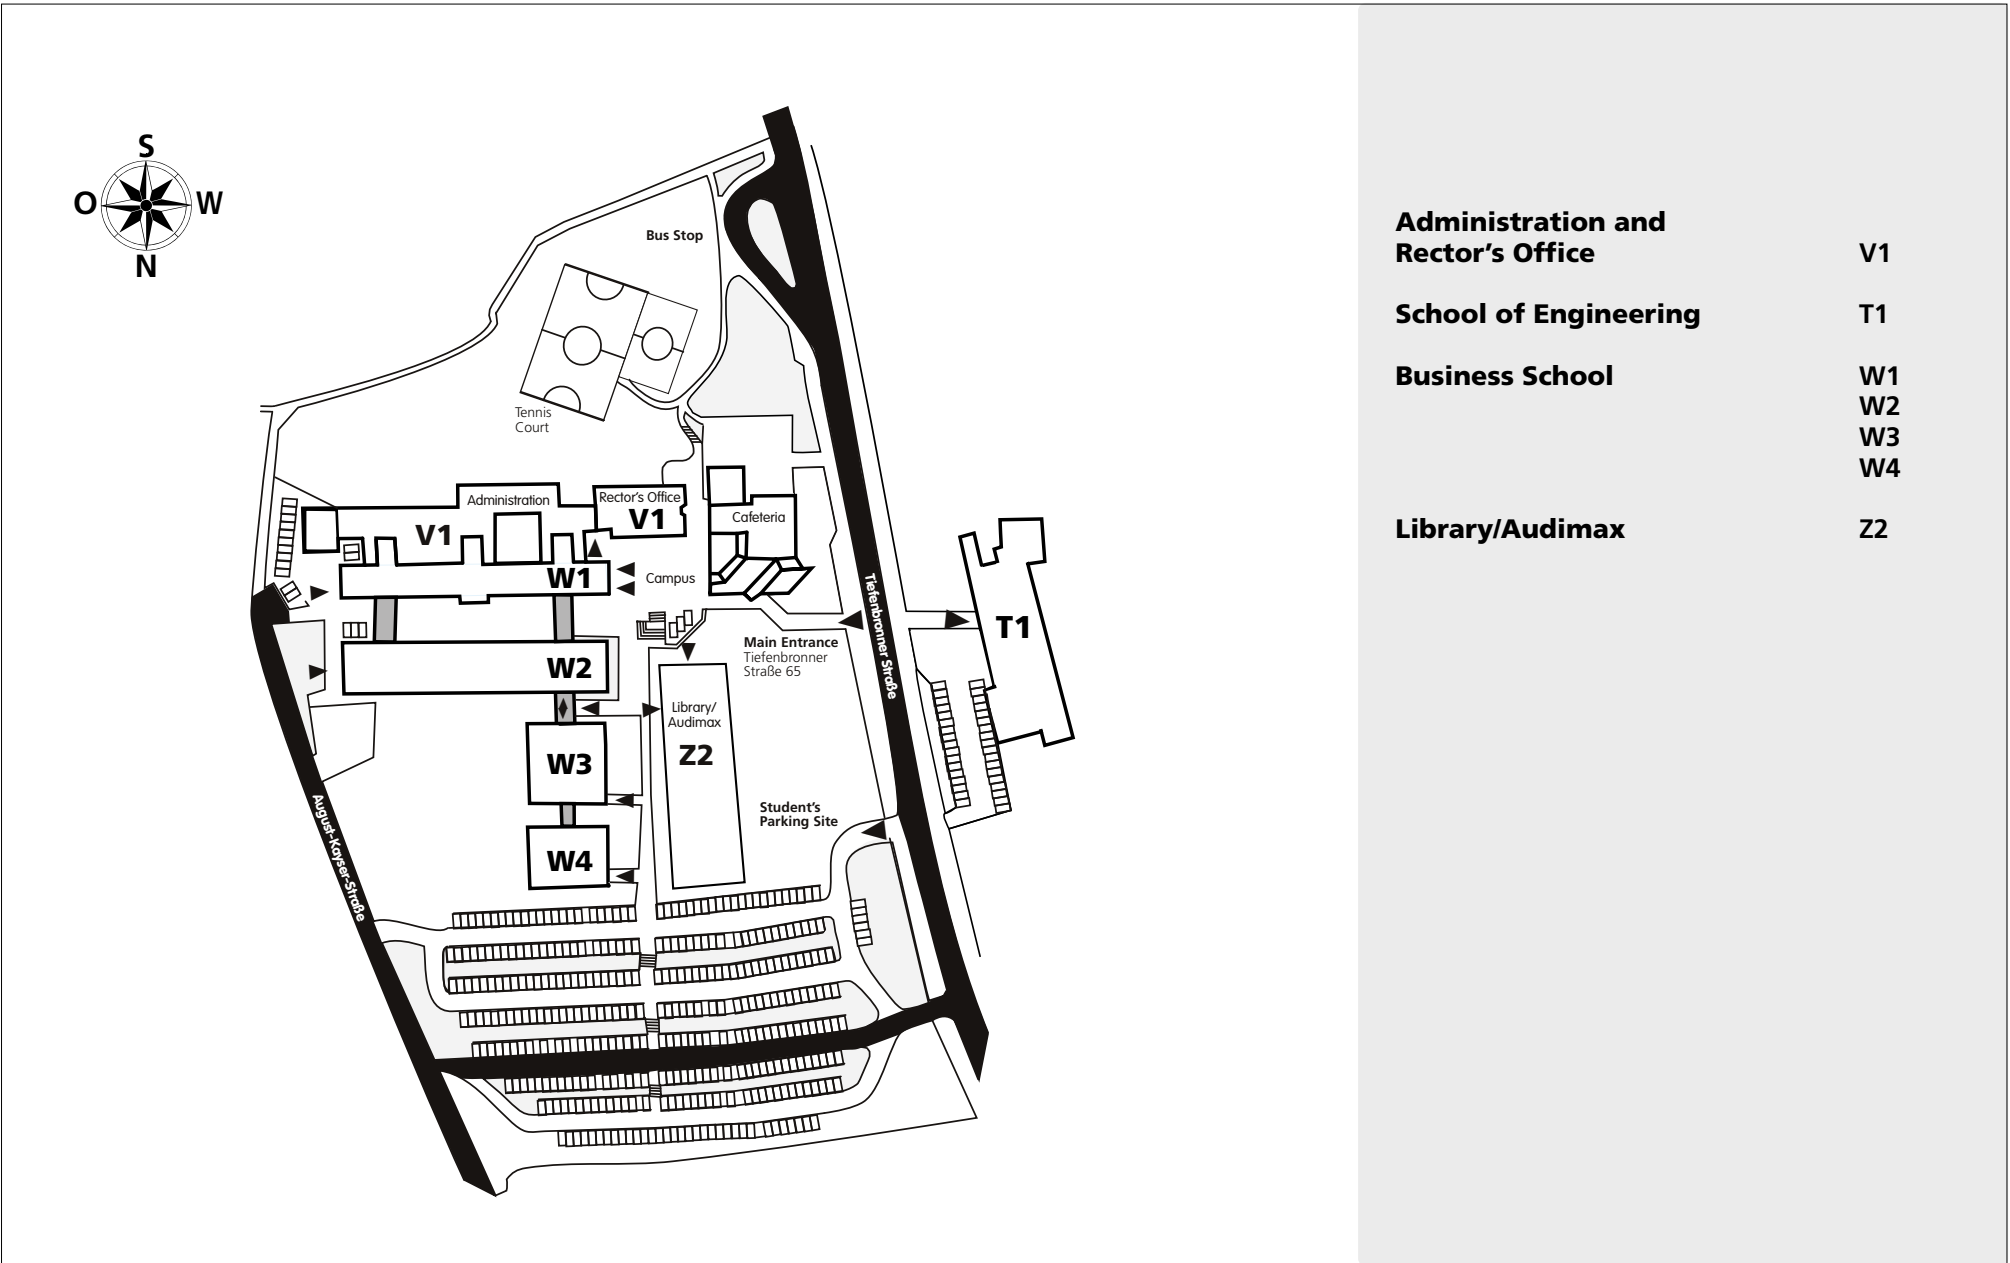 S
O
W
N
Bus Stop
Tennis
Court
Administration
Rector's Office
V1
V1
Cafeteria
W1
Campus
W2
Main Entrance
Tiefenbronner
Straße 65
Tiefenbronner Straße
T1
Library/
Audimax
Z2
W3
W4
Student's
Parking Site
August-Kayser-Straße
Administration and
Rector's Office V1
School of Engineering T1
Business School W1
W2
W3
W4
Library/Audimax Z2